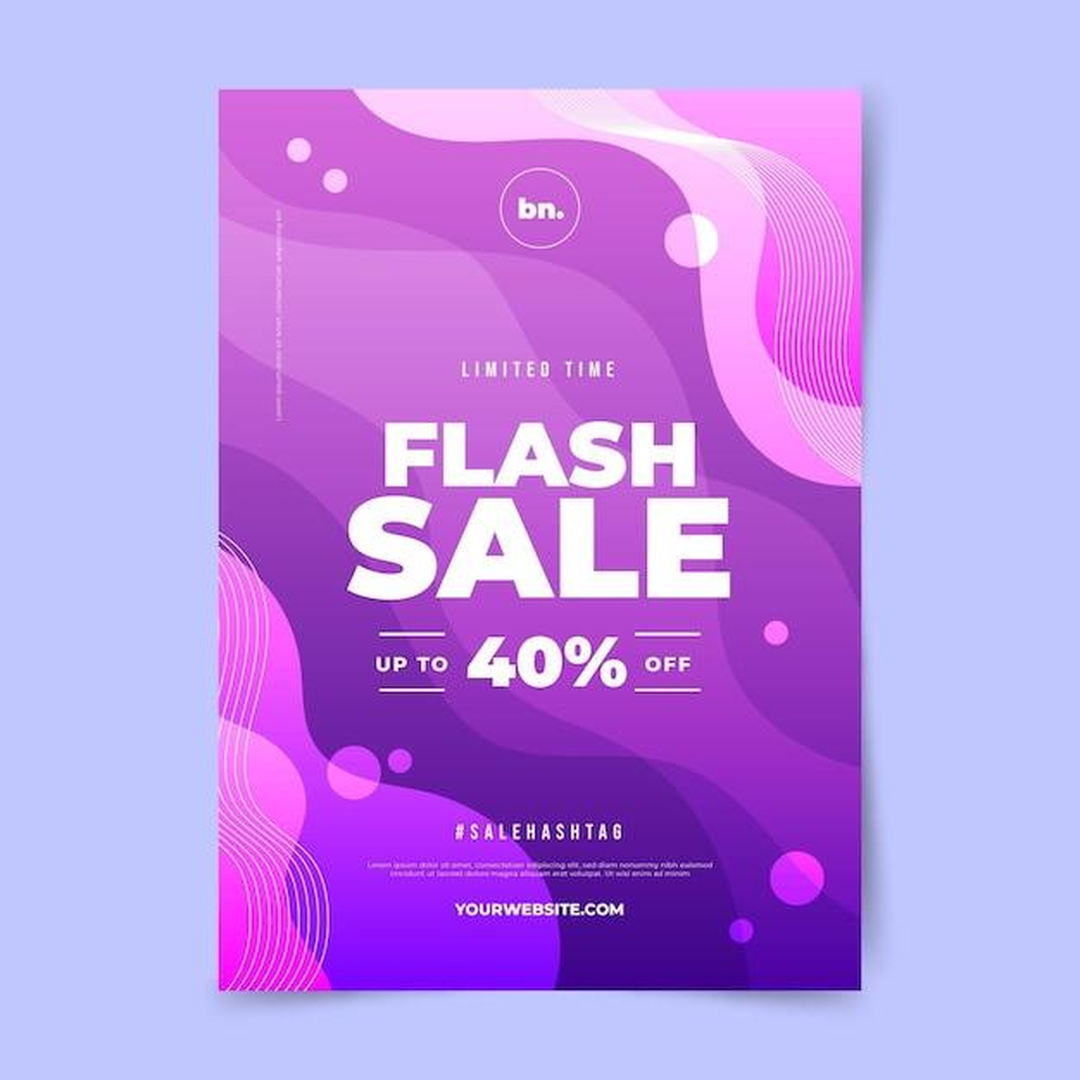 bn.
LIMITED TIME
FLASH
SALE
UP TO 40% OFF
#SALEHASHTAG
Lorem ipsum dolor sit amet, consectetuer adipiscing elit, sed diam nonummy nibh euismod
tincidunt ut laoreet dolore magna aliquam erat volutpat. Ut wisi enim ad minim
YOURWEBSITE.COM